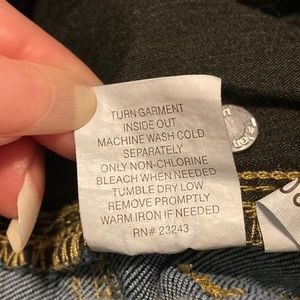 TURN GARMENT
INSIDE OUT
MACHINE WASH COLD
SEPARATELY
ONLY NON-CHLORINE
BLEACH WHEN NEEDED
TUMBLE DRY LOW
REMOVE PROMPTLY
WARM IRON IF NEEDED
RN# 23243